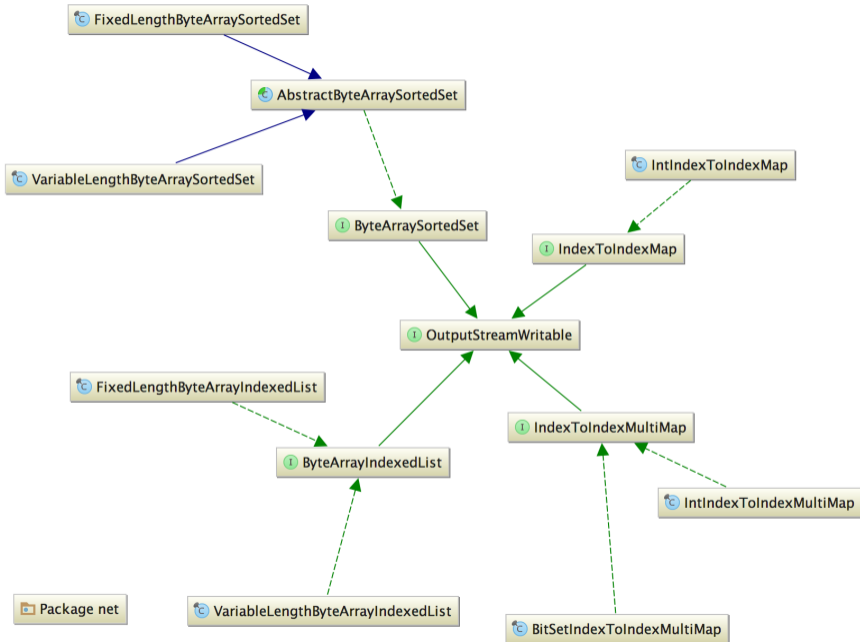 FixedLengthByteArraySortedSet
AbstractByteArraySortedSet
VariableLengthByteArraySortedSet
IntIndexToIndexMap
ByteArraySortedSet
IndexToIndexMap
OutputStreamWritable
FixedLengthByteArrayIndexedList
IndexToIndexMultiMap
ByteArrayIndexedList
IntIndexToIndexMultiMap
Package net
VariableLengthByteArrayIndexedList
BitSetIndexToIndexMultiMap